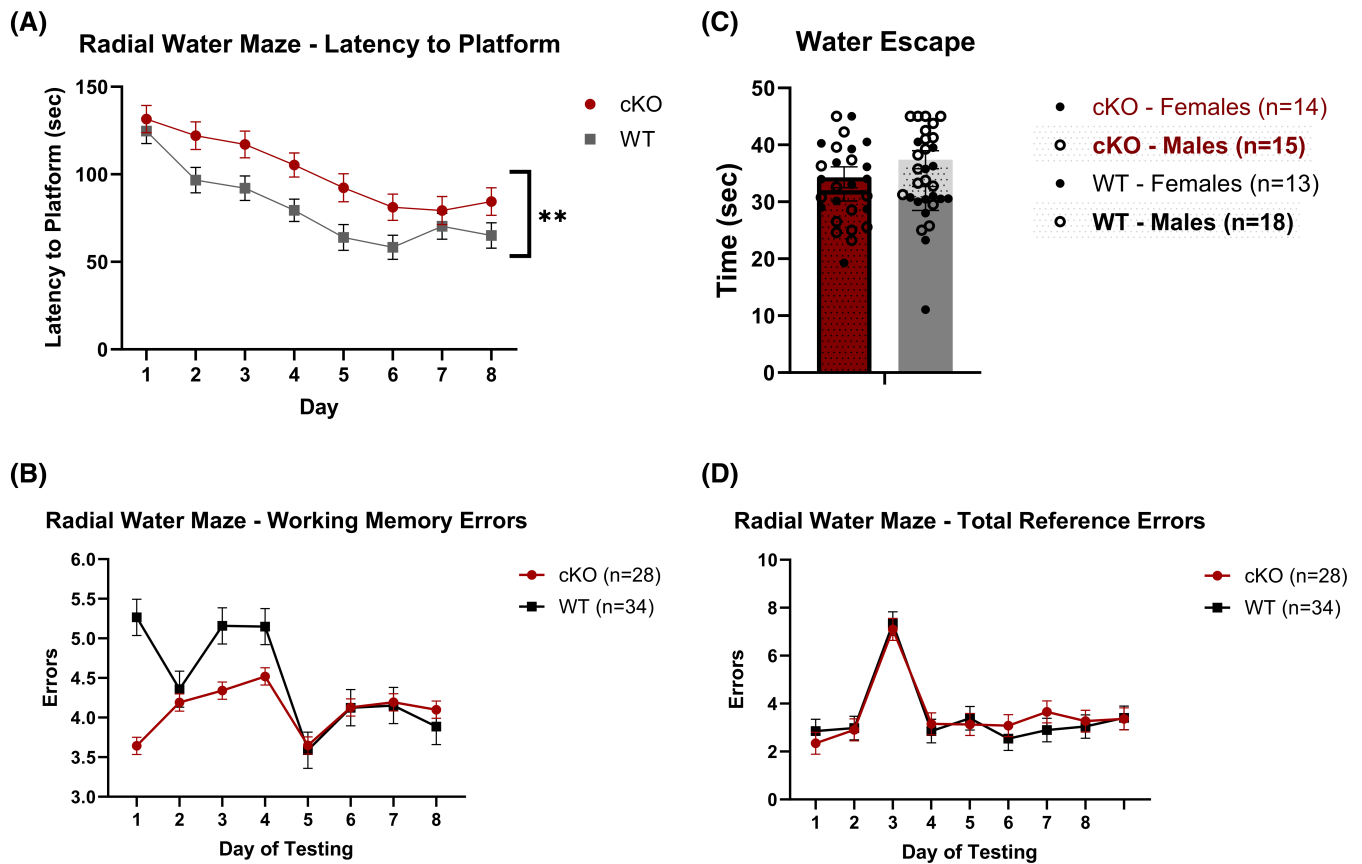 (A)
Radial Water Maze - Latency to Platform
Latency to Platform (sec)
150
100
50
0
1 2 3 4 5 6 7 8
Day
cKO
WT
**
(C)
Water Escape
Time (sec)
50
40
30
20
10
0
cKO - Females (n=14)
cKO - Males (n=15)
WT - Females (n=13)
WT - Males (n=18)
(B)
Radial Water Maze - Working Memory Errors
Errors
6.0
5.5
5.0
4.5
4.0
3.5
3.0
1 2 3 4 5 6 7 8
Day of Testing
cKO (n=28)
WT (n=34)
(D)
Radial Water Maze - Total Reference Errors
Errors
10
8
6
4
2
0
1 2 3 4 5 6 7 8
Day of Testing
cKO (n=28)
WT (n=34)